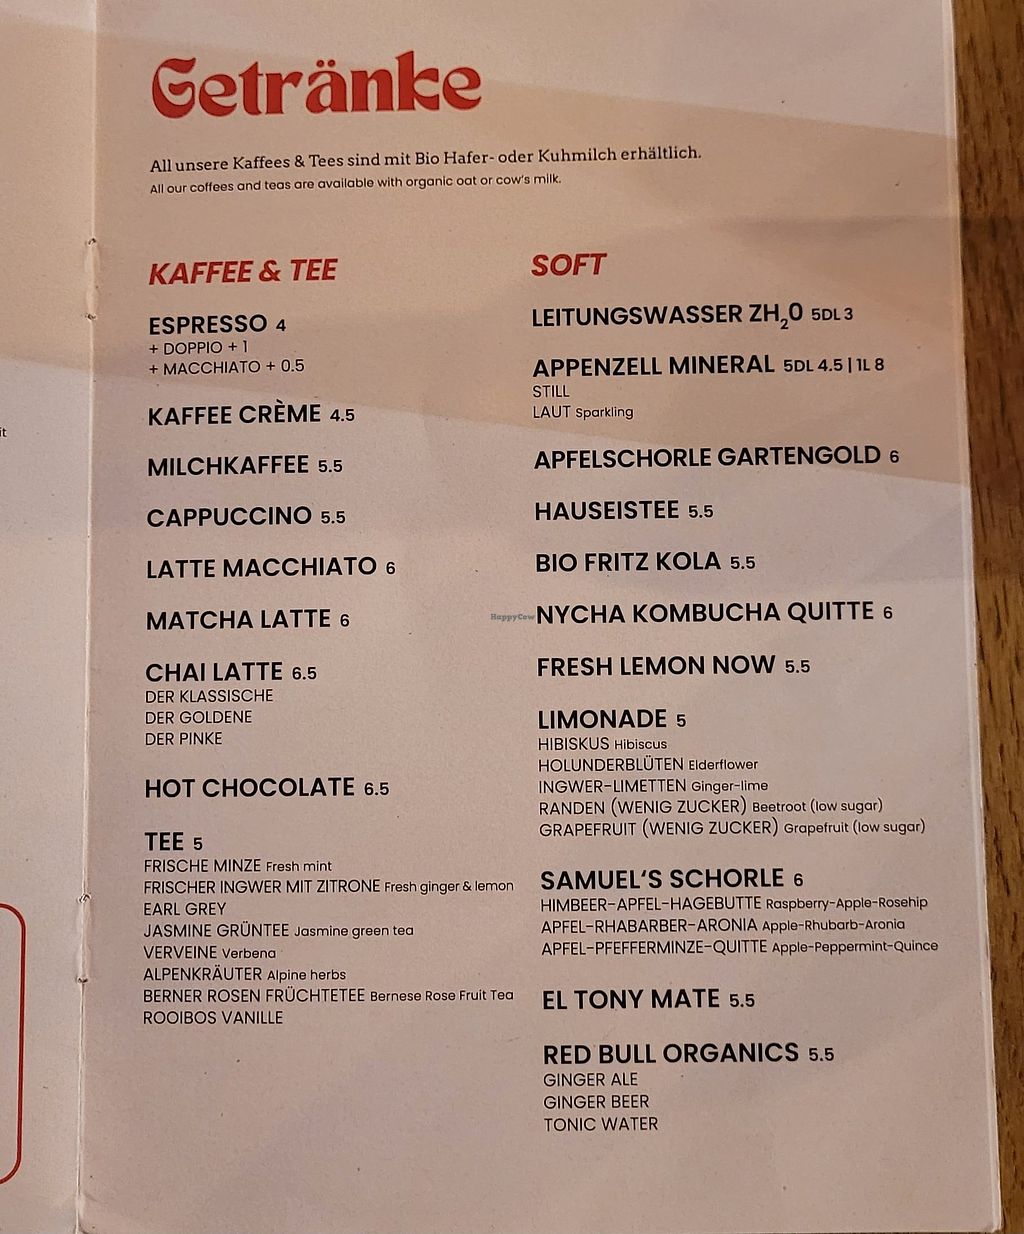 Getränke
All unsere Kaffees & Tees sind mit Bio Hafer- oder Kuhmilch erhältlich.
All our coffees and teas are available with organic oat or cow's milk.
KAFFEE & TEE
ESPRESSO 4
+ DOPPIO + 1
+ MACCHIATO + 0.5
KAFFEE CRÈME 4.5
MILCHKAFFEE 5.5
CAPPUCCINO 5.5
LATTE MACCHIATO 6
MATCHA LATTE 6
CHAI LATTE 6.5
DER KLASSISCHE
DER GOLDENE
DER PINKE
HOT CHOCOLATE 6.5
TEE 5
FRISCHE MINZE Fresh mint
FRISCHER INGWER MIT ZITRONE Fresh ginger & lemon
EARL GREY
JASMINE GRÜNTEE Jasmine green tea
VERVEINE Verbena
ALPENKRÄUTER Alpine herbs
BERNER ROSEN FRÜCHTETEE Bernese Rose Fruit Tea
ROOIBOS VANILLE
SOFT
LEITUNGSWASSER ZH₂0 5DL 3
APPENZELL MINERAL 5DL 4.5 | 1L 8
STILL
LAUT Sparkling
APFELSCHORLE GARTENGOLD 6
HAUSEISTEE 5.5
BIO FRITZ KOLA 5.5
NYCHA KOMBUCHA QUITTE 6
FRESH LEMON NOW 5.5
LIMONADE 5
HIBISKUS Hibiscus
HOLUNDERBLÜTEN Elderflower
INGWER-LIMETTEN Ginger-lime
RANDEN (WENIG ZUCKER) Beetroot (low sugar)
GRAPEFRUIT (WENIG ZUCKER) Grapefruit (low sugar)
SAMUEL'S SCHORLE 6
HIMBEER-APFEL-HAGEBUTTE Raspberry-Apple-Rosehip
APFEL-RHABARBER-ARONIA Apple-Rhubarb-Aronia
APFEL-PFEFFERMINZE-QUITTE Apple-Peppermint-Quince
EL TONY MATE 5.5
RED BULL ORGANICS 5.5
GINGER ALE
GINGER BEER
TONIC WATER
HappyCow
it